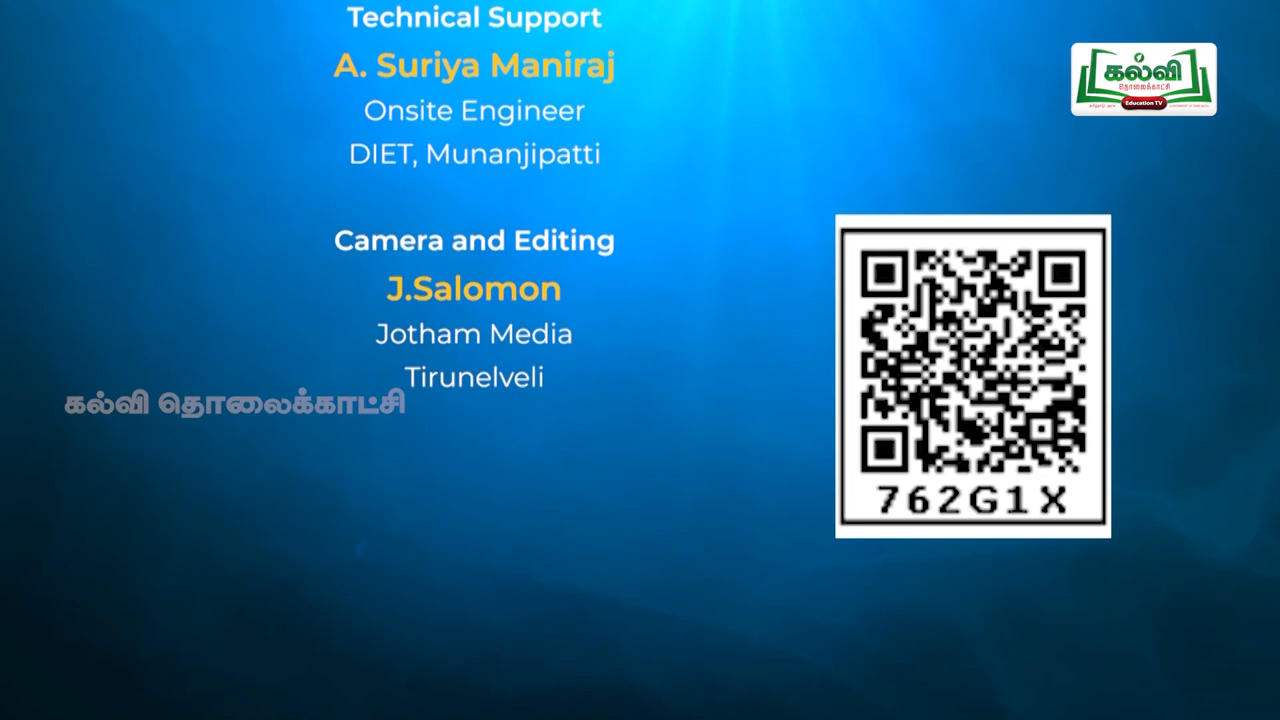 Technical Support
A. Suriya Maniraj
Onsite Engineer
DIET, Munanjipatti
Camera and Editing
J.Salomon
Jotham Media
Tirunelveli
கல்வி தொலைக்காட்சி
கல்வி
தொலைக்காட்சி
Education TV
762G1X